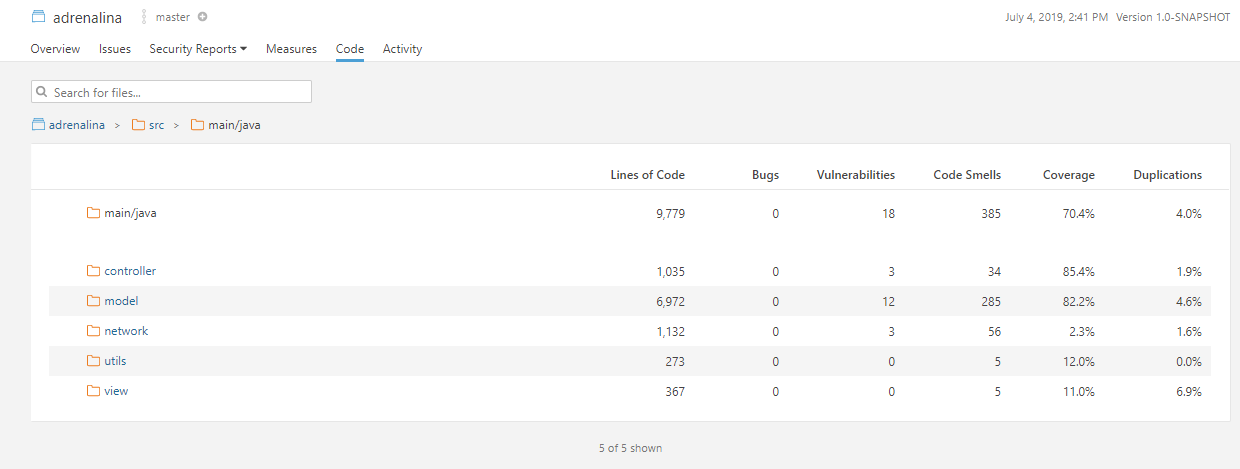 adrenalina master July 4, 2019, 2:41 PM Version 1.0-SNAPSHOT
Overview Issues Security Reports Measures Code Activity
Search for files...
adrenalina > src > main/java
Lines of Code Bugs Vulnerabilities Code Smells Coverage Duplications
main/java 9,779 0 18 385 70.4% 4.0%
controller 1,035 0 3 34 85.4% 1.9%
model 6,972 0 12 285 82.2% 4.6%
network 1,132 0 3 56 2.3% 1.6%
utils 273 0 0 5 12.0% 0.0%
view 367 0 0 5 11.0% 6.9%
5 of 5 shown